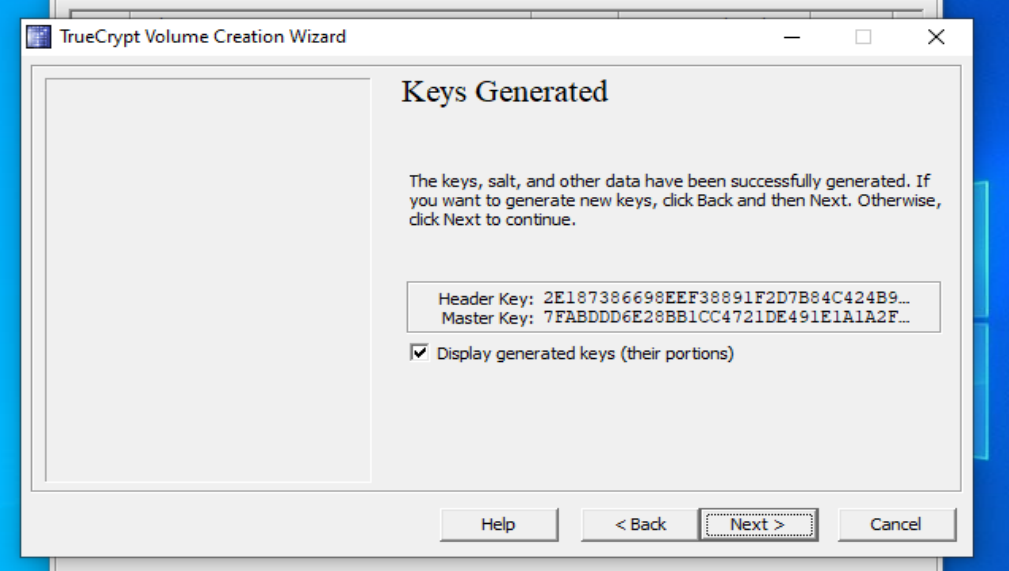 TrueCrypt Volume Creation Wizard
Keys Generated
The keys, salt, and other data have been successfully generated. If
you want to generate new keys, click Back and then Next. Otherwise,
click Next to continue.
Header Key: 2E187386698EEF38891F2D7B84C424B9...
Master Key: 7FABDDD6E28BB1CC4721DE491E1A1A2F...
Display generated keys (their portions)
Help
< Back
Next >
Cancel